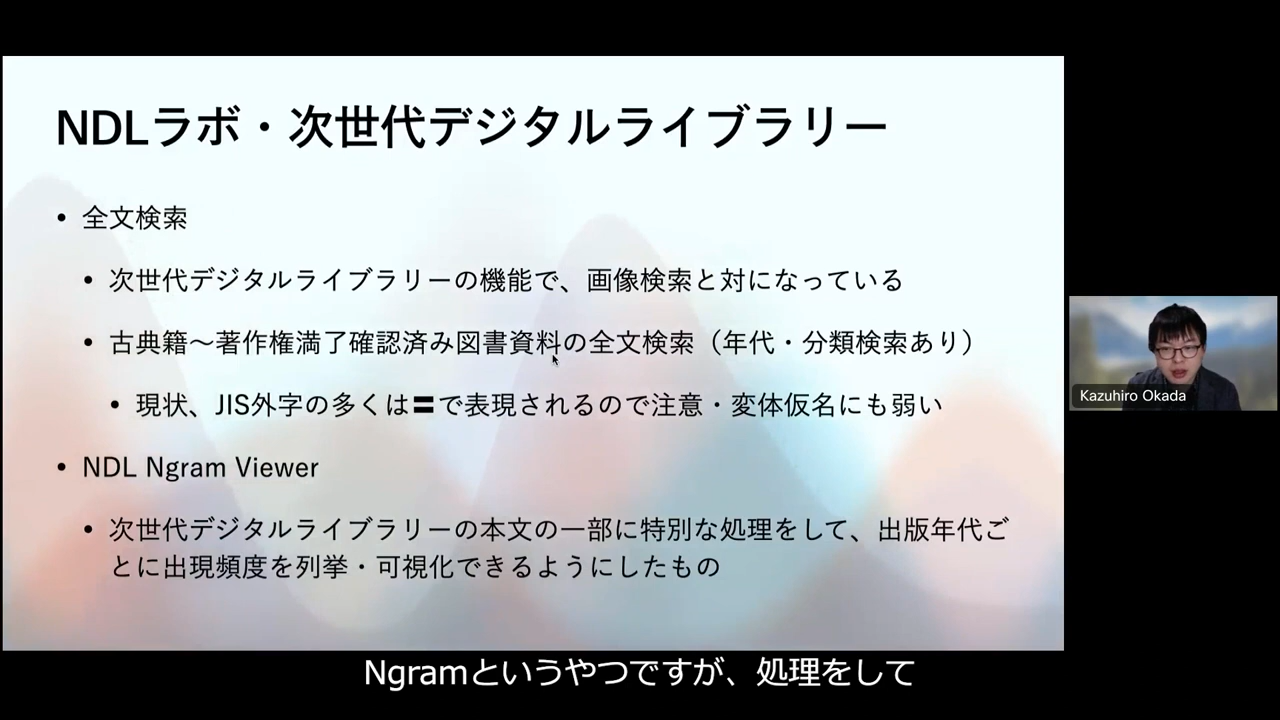 NDLラボ・次世代デジタルライブラリー
• 全文検索
• 次世代デジタルライブラリーの機能で、画像検索と対になっている
• 古典籍〜著作権満了確認済み図書資料の全文検索（年代・分類検索あり）
• 現状、JIS外字の多くは〓で表現されるので注意・変体仮名にも弱い
• NDL Ngram Viewer
• 次世代デジタルライブラリーの本文の一部に特別な処理をして、出版年代ご
とに出現頻度を列挙・可視化できるようにしたもの
Kazuhiro Okada
Ngramというやつですが、処理をして